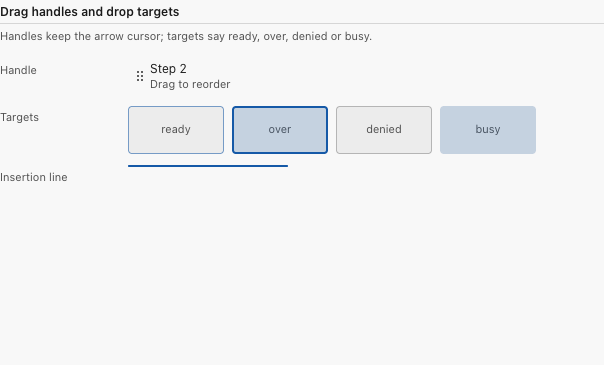 Drag handles and drop targets
Handles keep the arrow cursor; targets say ready, over, denied or busy.
Handle
Step 2
Drag to reorder
Targets
ready
over
denied
busy
Insertion line